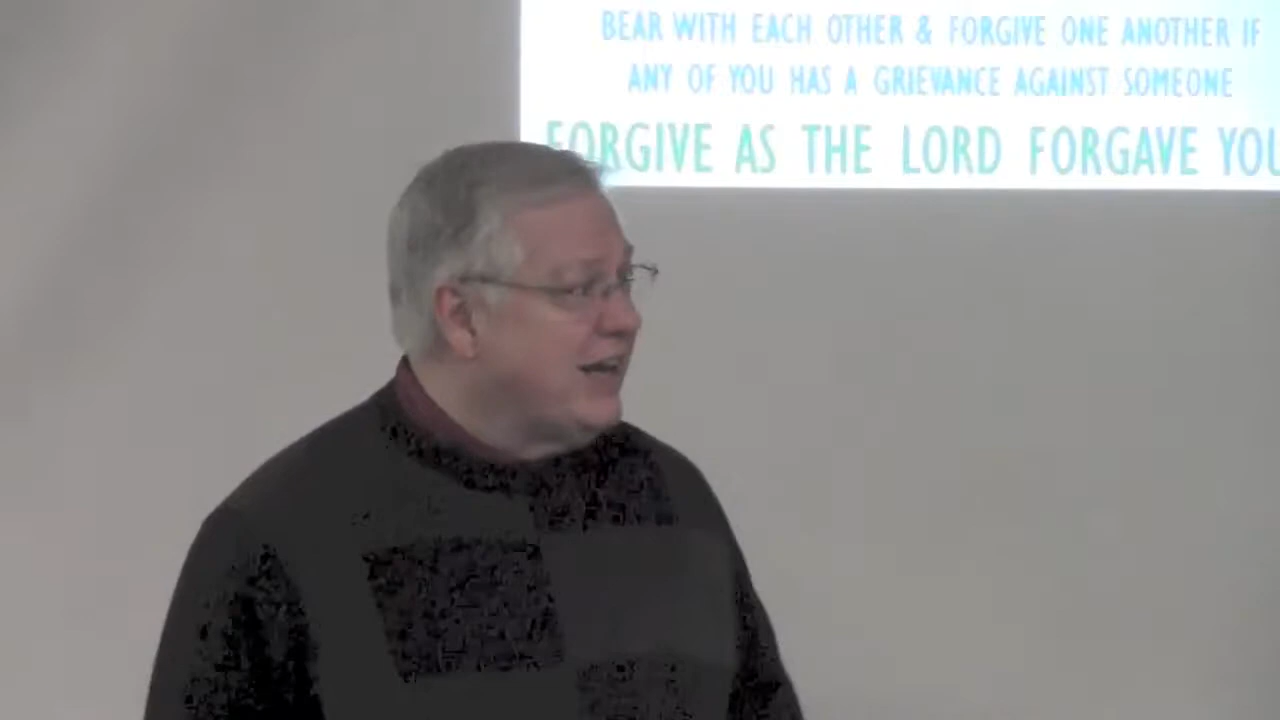 BEAR WITH EACH OTHER & FORGIVE ONE ANOTHER IF
ANY OF YOU HAS A GRIEVANCE AGAINST SOMEONE
FORGIVE AS THE LORD FORGAVE YOU